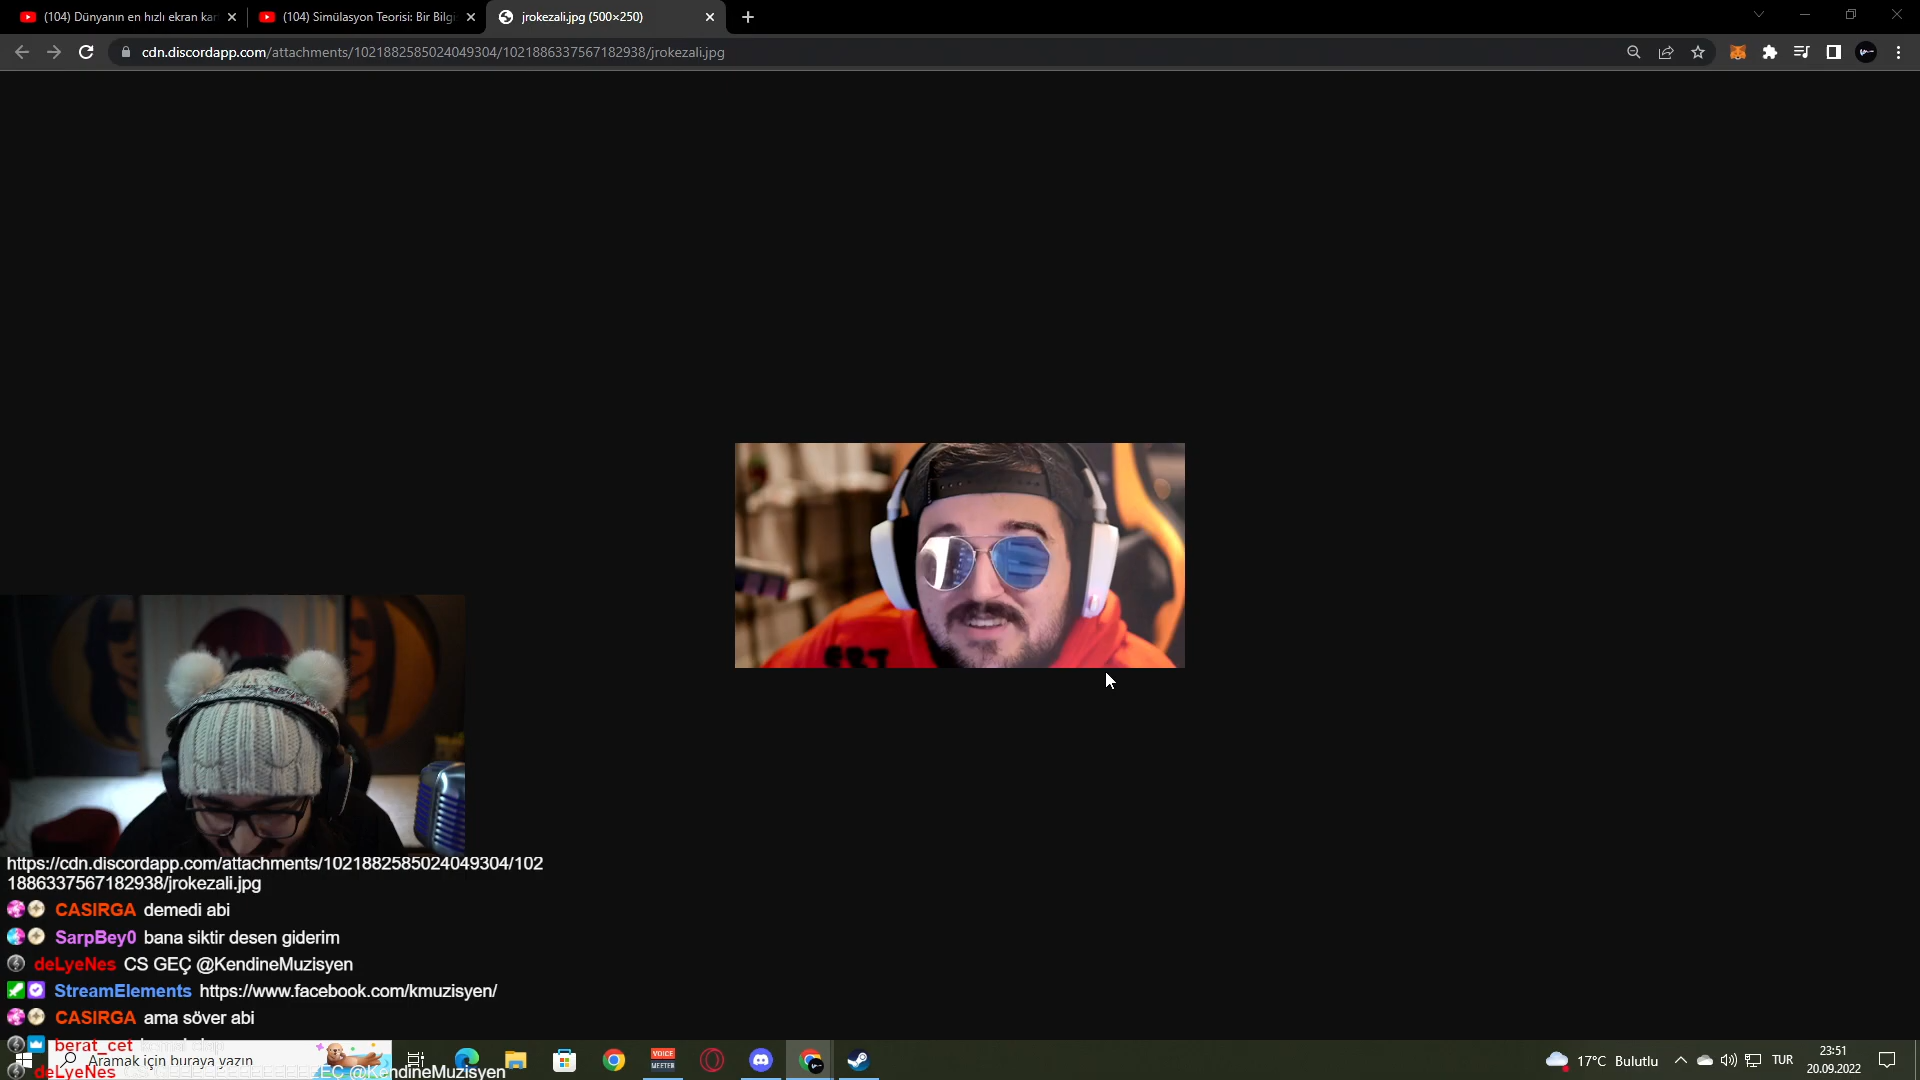 (104) Dünyanın en hızlı ekran kar
(104) Simülasyon Teorisi: Bir Bilgi
jrokezali.jpg (500×250)
cdn.discordapp.com/attachments/1021882585024049304/1021886337567182938/jrokezali.jpg
https://cdn.discordapp.com/attachments/1021882585024049304/102
1886337567182938/jrokezali.jpg
CASIRGA demedi abi
SarpBey0 bana siktir desen giderim
deLyeNes CS GEÇ @KendineMuzisyen
StreamElements https://www.facebook.com/kmuzisyen/
CASIRGA ama söver abi
berat_cet
Aramak için buraya yazın
deLyeNes @KendineMuzisyen
VOICE
MEETER
17°C Bulutlu
TUR
23:51
20.09.2022